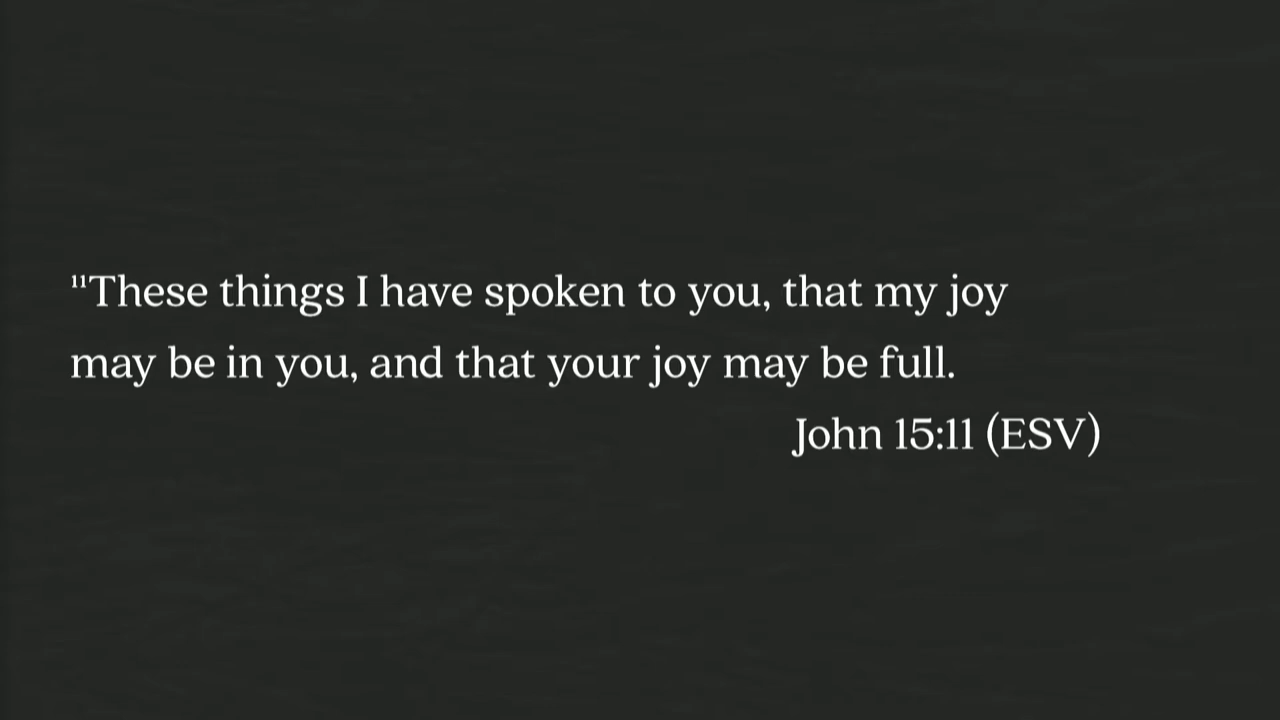 ¹¹These things I have spoken to you, that my joy
may be in you, and that your joy may be full.
John 15:11 (ESV)